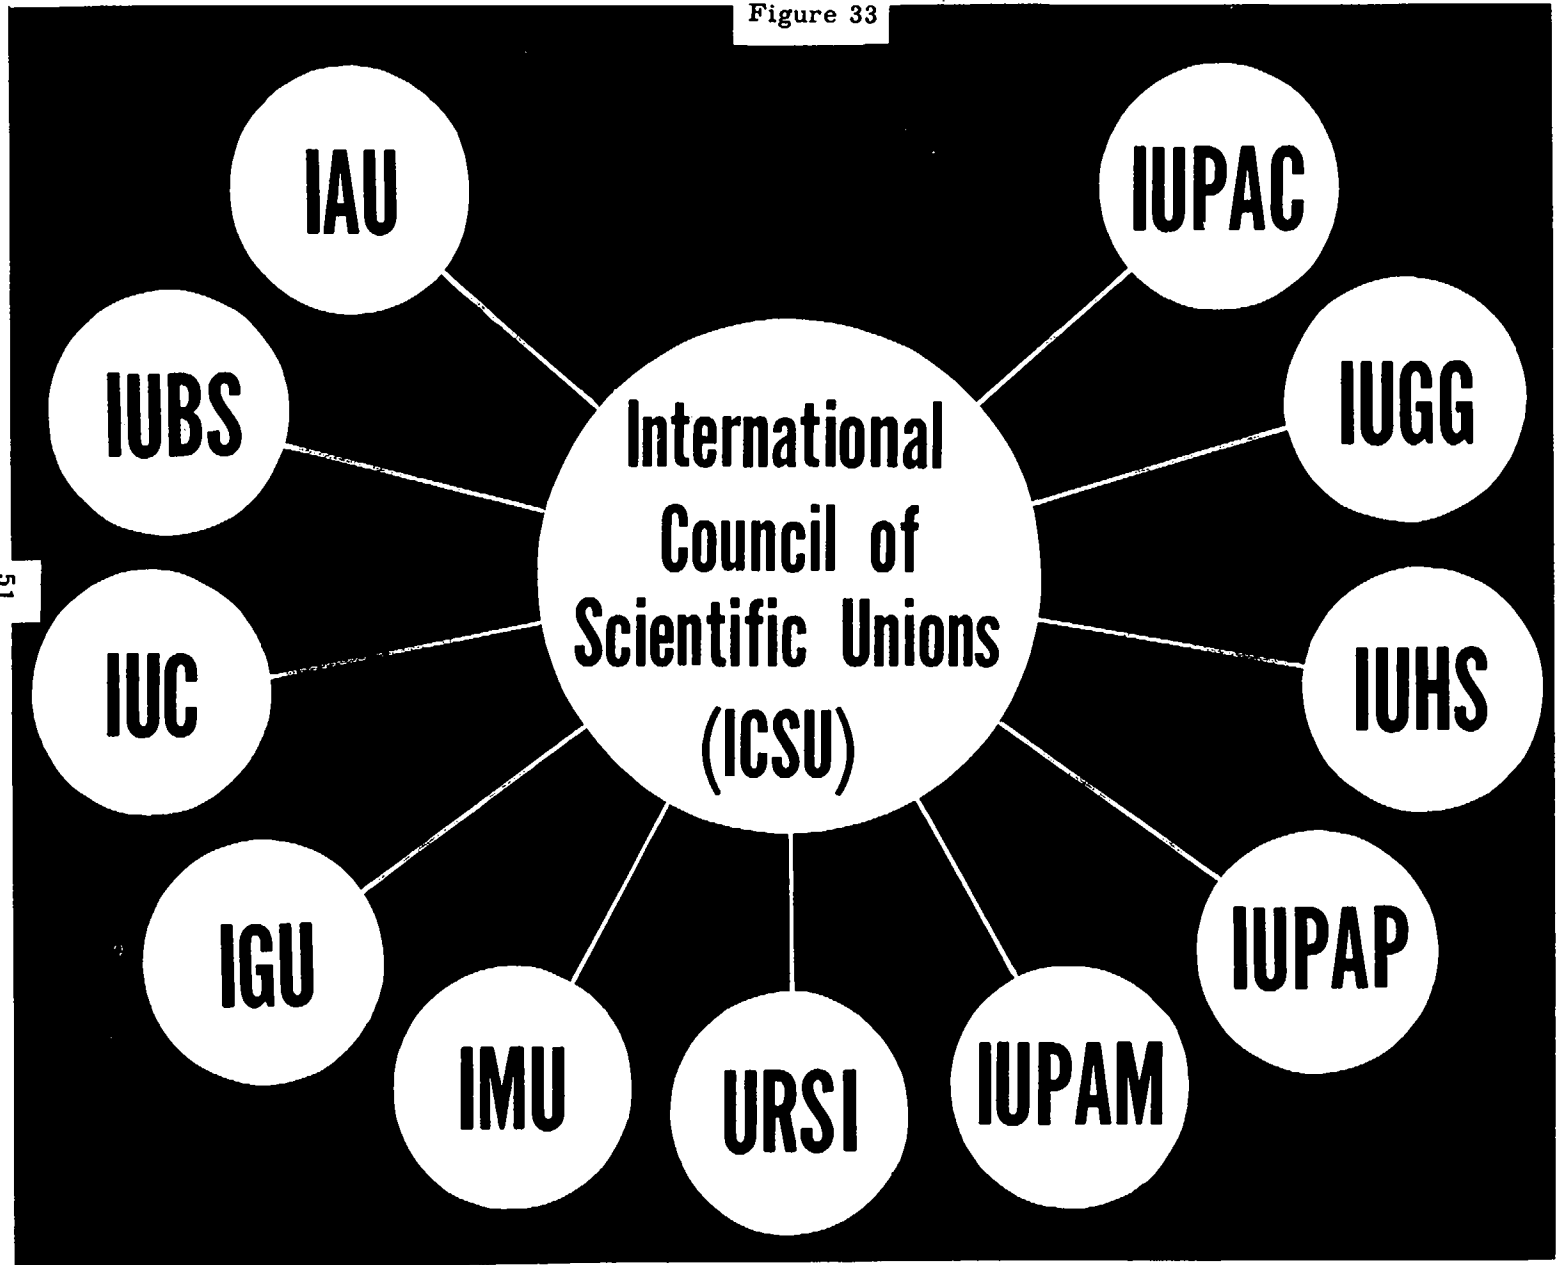 Figure 33
IAU
IUPAC
IUBS
IUGG
International
Council of
Scientific Unions
(ICSU)
IUC
IUHS
IGU
IUPAP
IMU
URSI
IUPAM
51